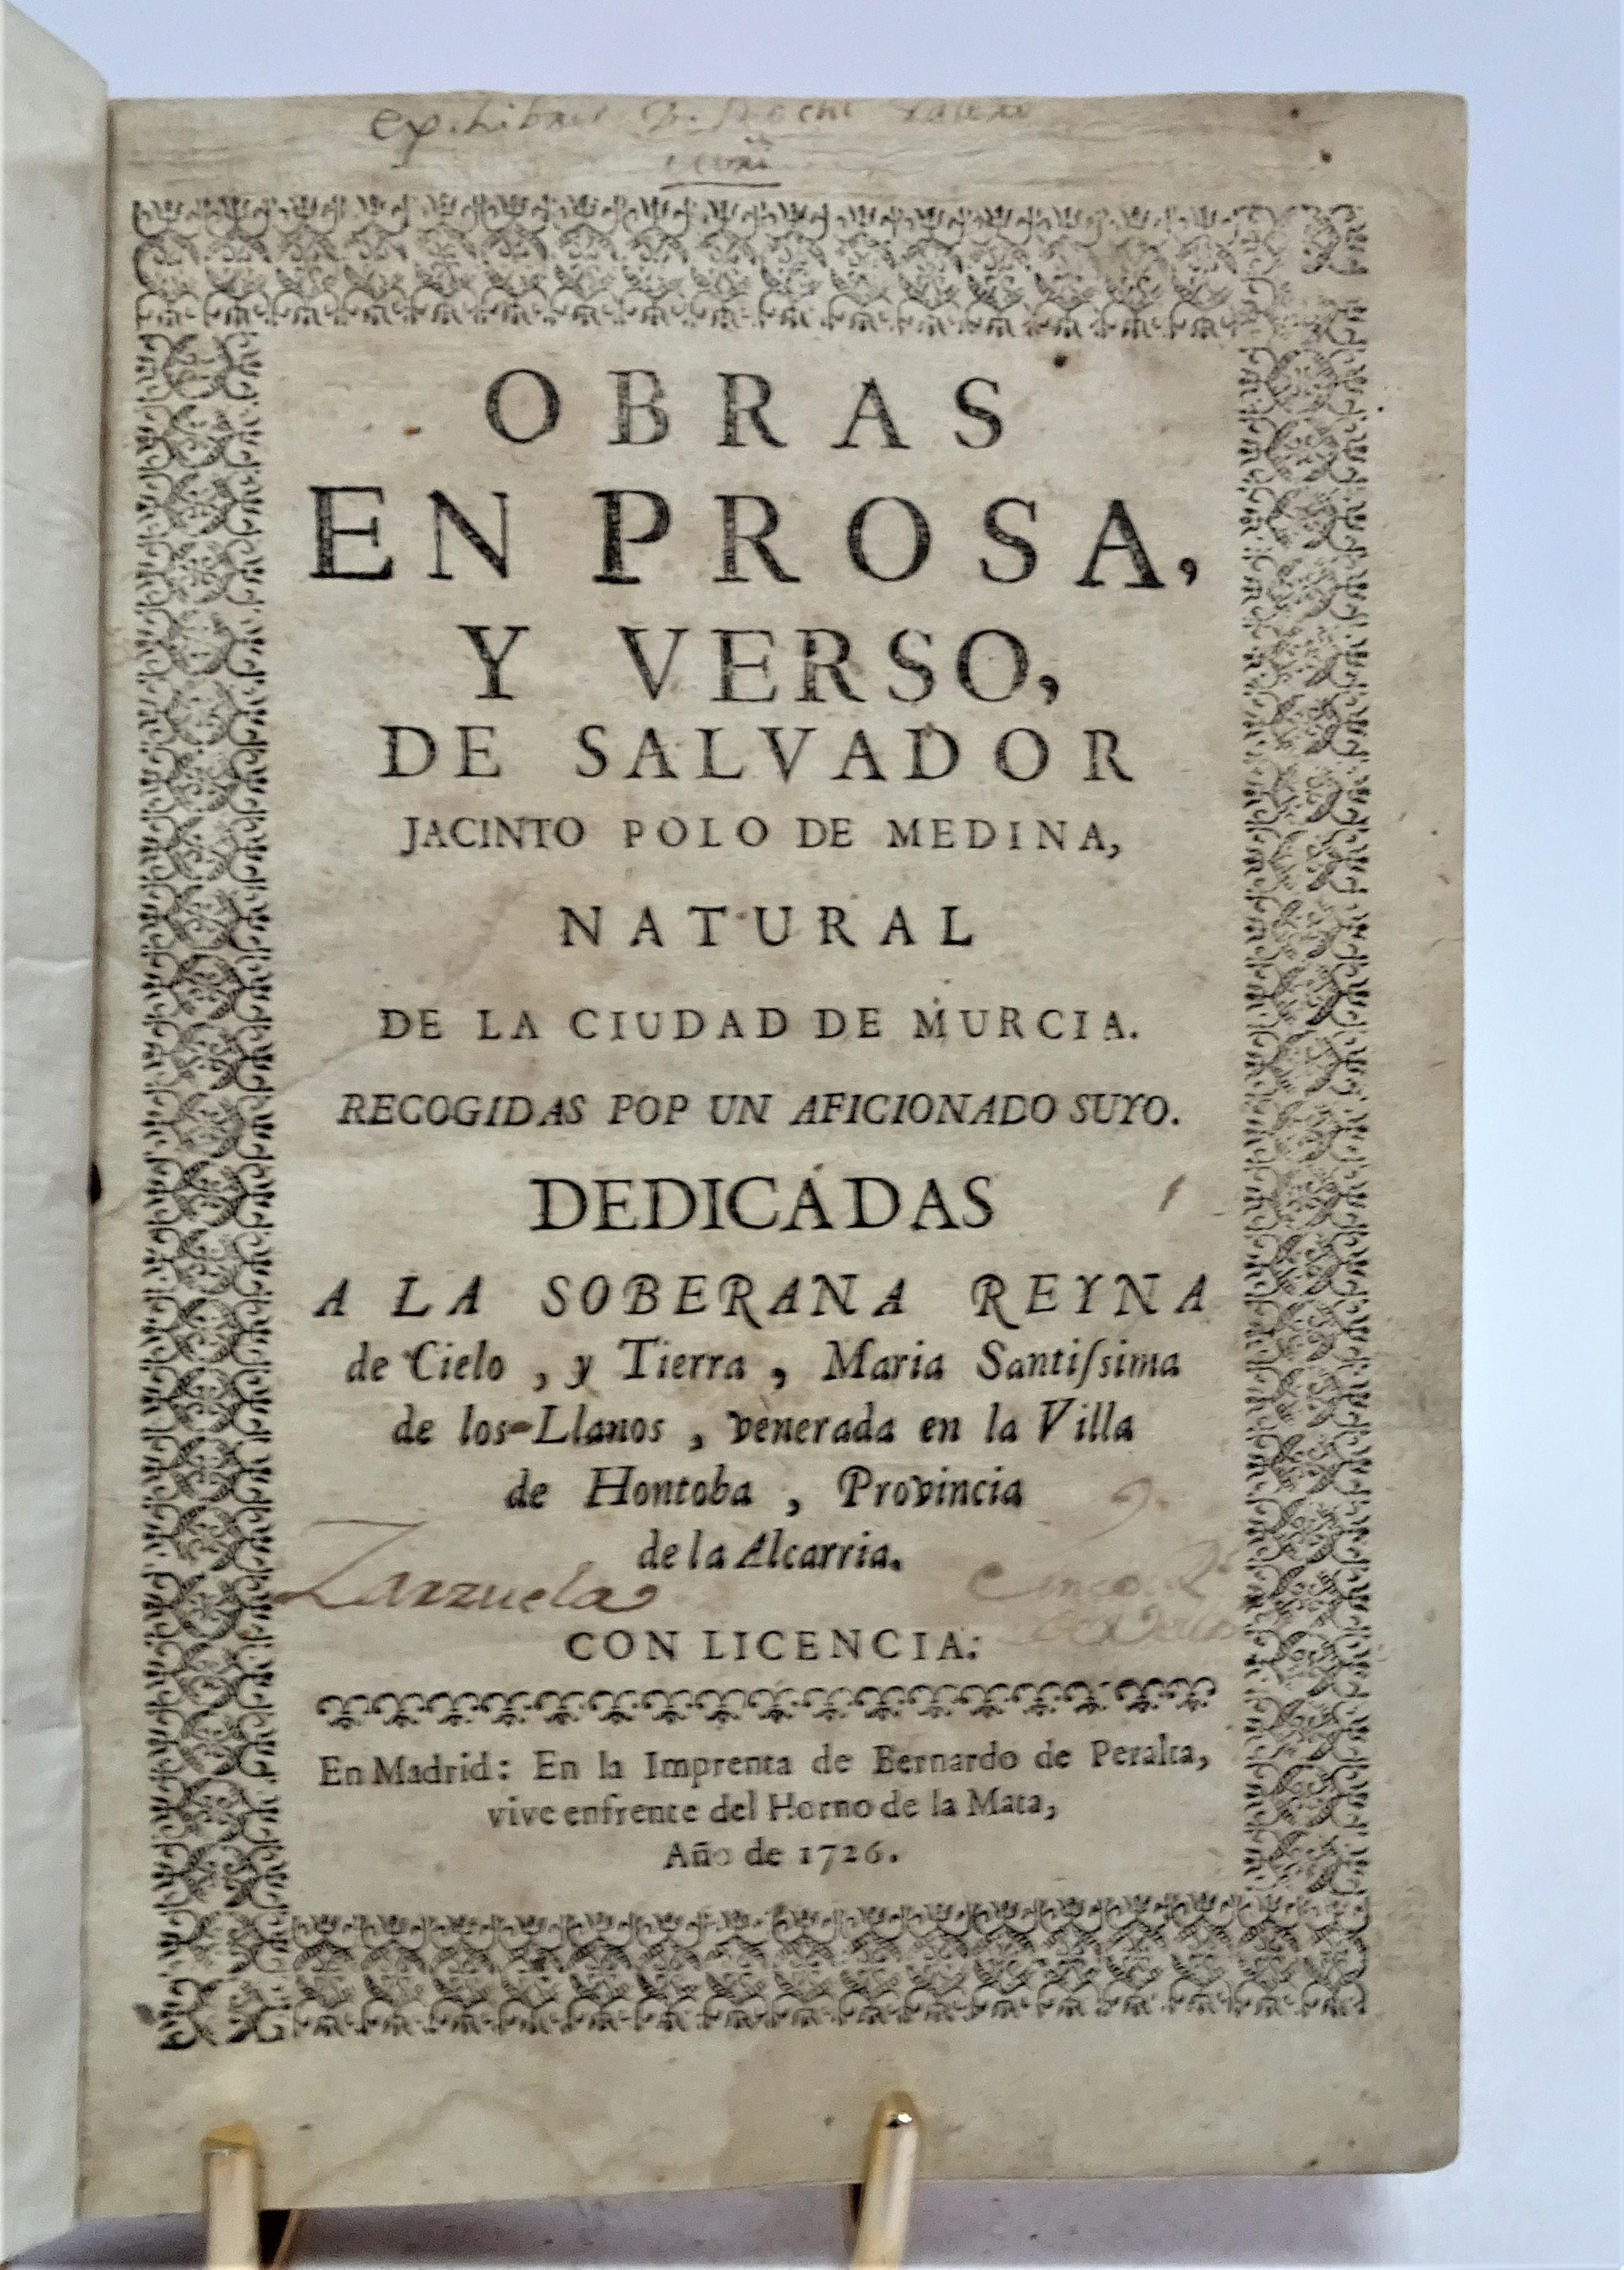 ex.Libris
OBRAS
EN PROSA,
Y VERSO,
DE SALVADOR
JACINTO POLO DE MEDINA,
NATURAL
DE LA CIUDAD DE MURCIA.
RECOGIDAS POP UN AFICIONADO SUYO.
DEDICADAS
A LA SOBERANA REYNA
de Cielo, y Tierra, Maria Santiſsima
de los Llanos, venerada en la Villa
de Hontoba, Provincia
de la Alcarria.
Zarzuela
CON LICENCIA:
En Madrid: En la Imprenta de Bernardo de Peralta,
vive enfrente del Horno de la Mata,
Año de 1726.